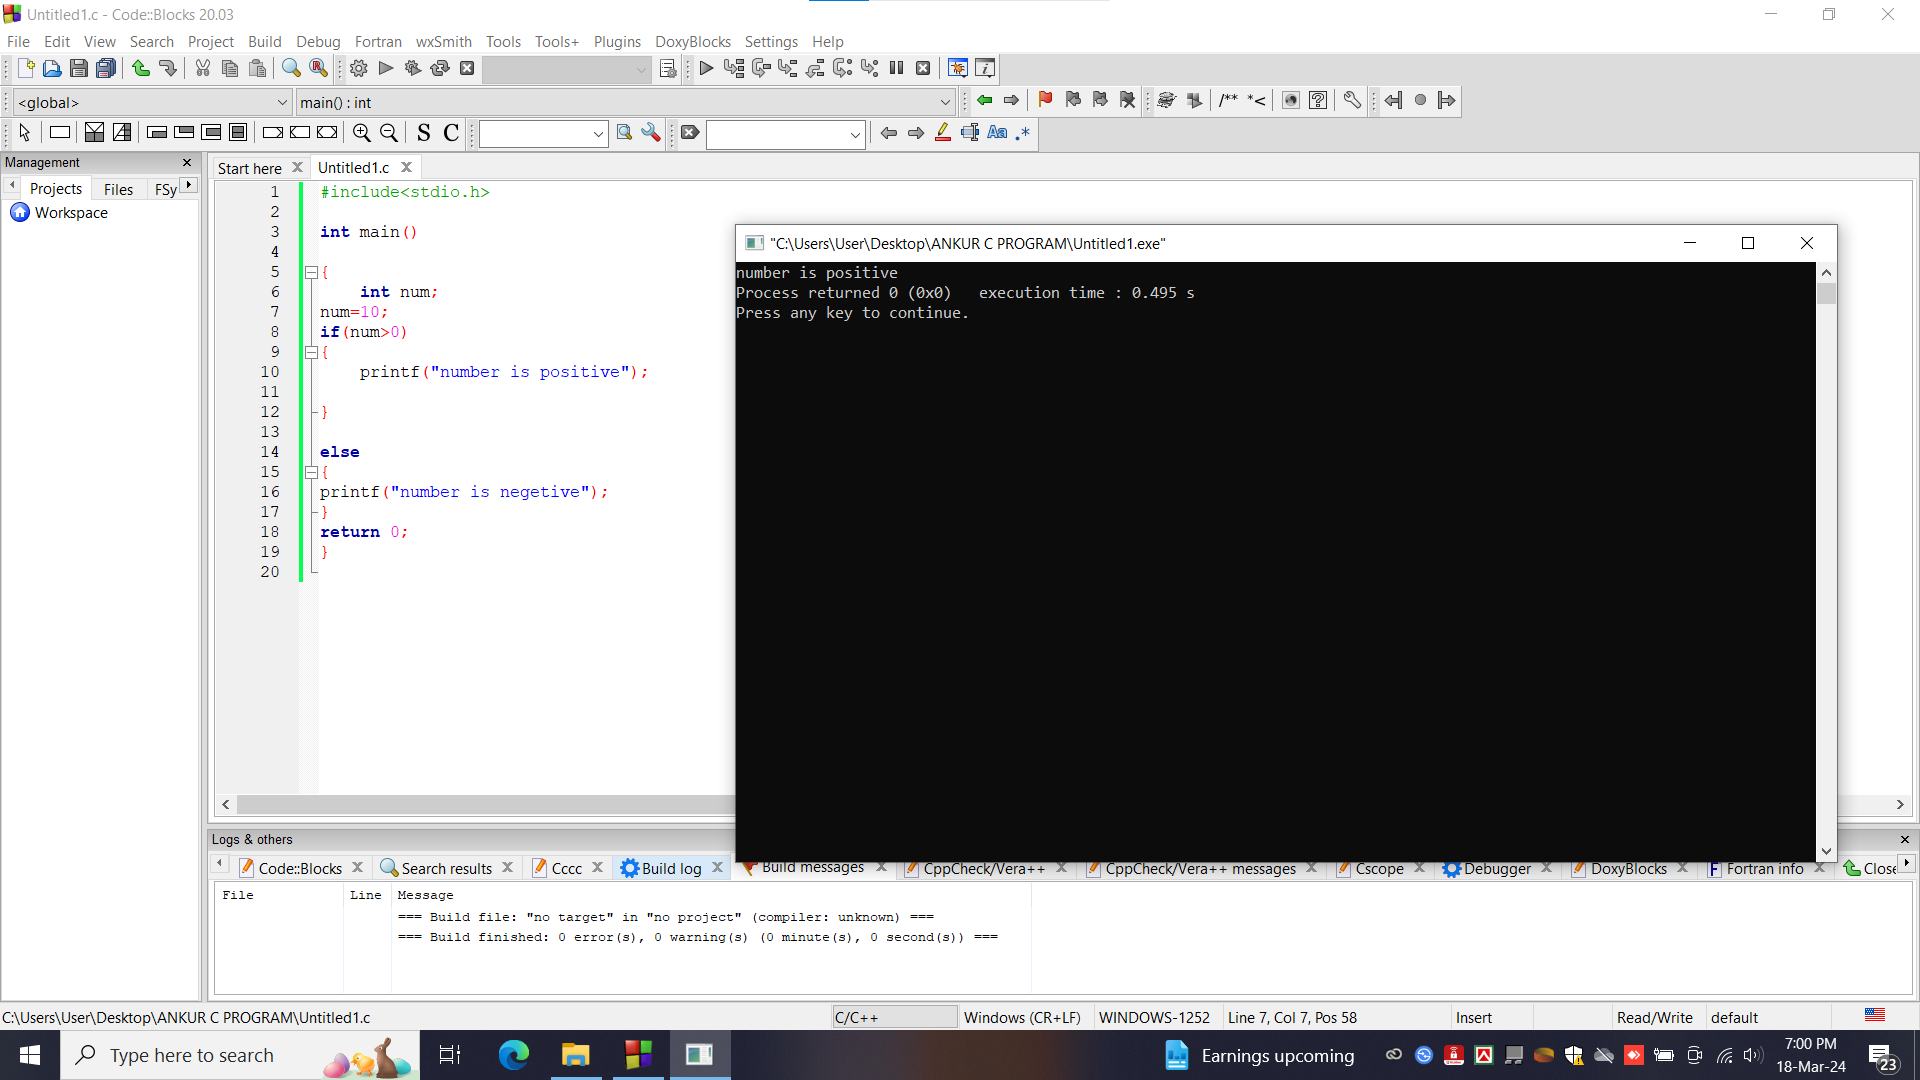 Untitled1.c - Code::Blocks 20.03
File Edit View Search Project Build Debug Fortran wxSmith Tools Tools+ Plugins DoxyBlocks Settings Help
<global> main() : int
/** *<
S C Aa .*
Management
Start here Untitled1.c
Projects Files FSy
Workspace
1 #include<stdio.h>
2
3 int main()
4
5 {
6 int num;
7 num=10;
8 if(num>0)
9 {
10 printf("number is positive");
11
12 }
13
14 else
15 {
16 printf("number is negetive");
17 }
18 return 0;
19 }
20
"C:\Users\User\Desktop\ANKUR C PROGRAM\Untitled1.exe"
number is positive
Process returned 0 (0x0) execution time : 0.495 s
Press any key to continue.
Logs & others
Code::Blocks Search results Cccc Build log Build messages CppCheck/Vera++ CppCheck/Vera++ messages Cscope Debugger DoxyBlocks Fortran info Close
File Line Message
=== Build file: "no target" in "no project" (compiler: unknown) ===
=== Build finished: 0 error(s), 0 warning(s) (0 minute(s), 0 second(s)) ===
C:\Users\User\Desktop\ANKUR C PROGRAM\Untitled1.c C/C++ Windows (CR+LF) WINDOWS-1252 Line 7, Col 7, Pos 58 Insert Read/Write default
Type here to search
Earnings upcoming
7:00 PM
18-Mar-24
23